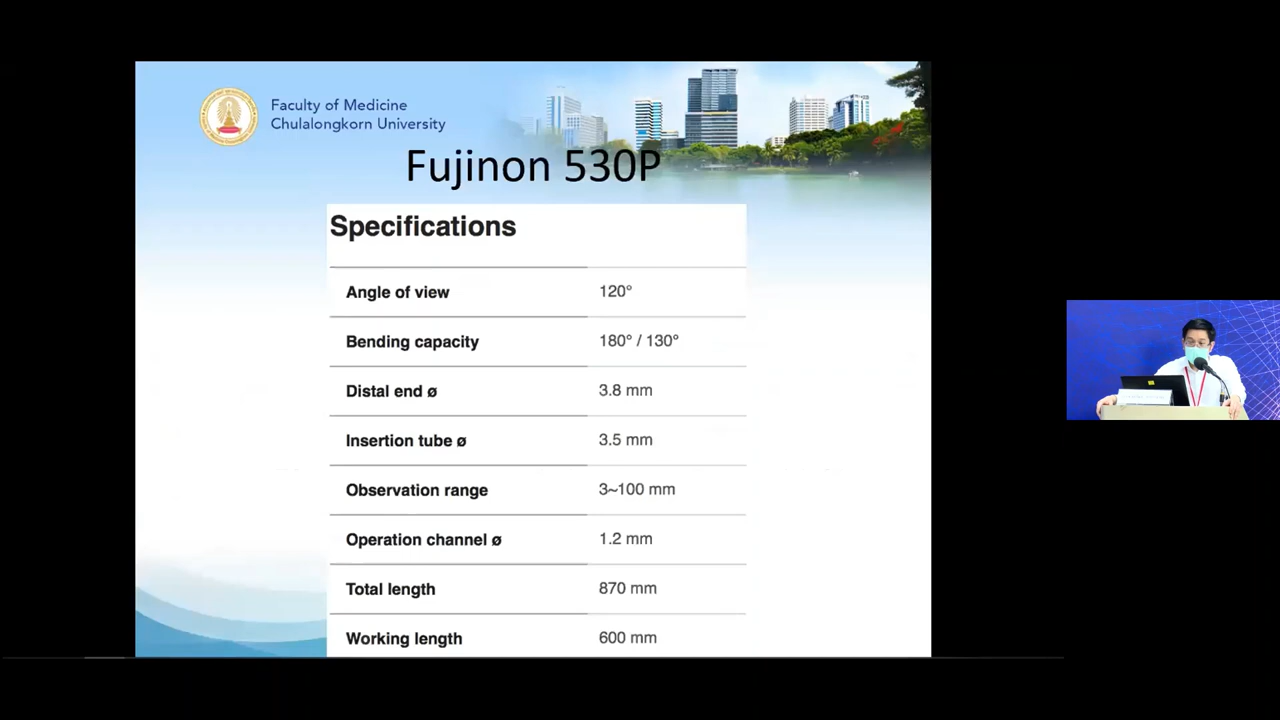 Faculty of Medicine
Chulalongkorn University
Fujinon 530P
Specifications
Angle of view 120°
Bending capacity 180° / 130°
Distal end ø 3.8 mm
Insertion tube ø 3.5 mm
Observation range 3~100 mm
Operation channel ø 1.2 mm
Total length 870 mm
Working length 600 mm